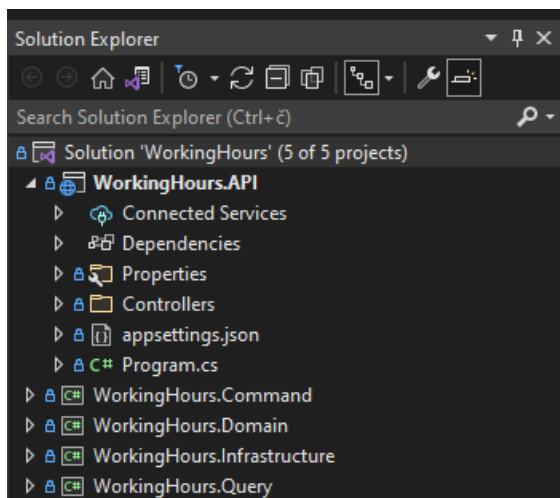 Solution Explorer
Search Solution Explorer (Ctrl+č)
Solution 'WorkingHours' (5 of 5 projects)
WorkingHours.API
Connected Services
Dependencies
Properties
Controllers
appsettings.json
C# Program.cs
C# WorkingHours.Command
C# WorkingHours.Domain
C# WorkingHours.Infrastructure
C# WorkingHours.Query